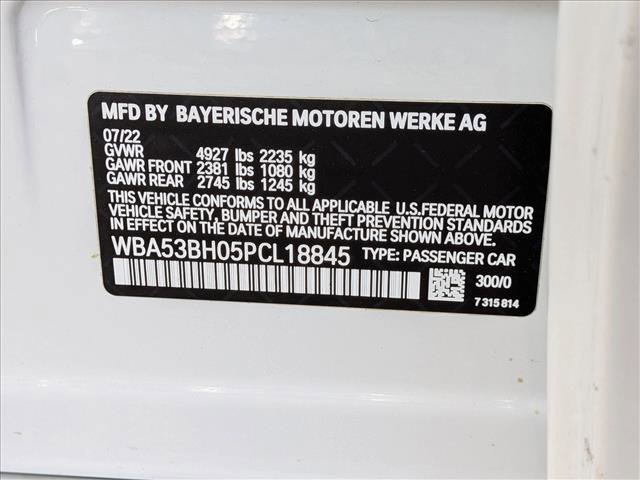 MFD BY BAYERISCHE MOTOREN WERKE AG
07/22
GVWR 4927 lbs 2235 kg
GAWR FRONT 2381 lbs 1080 kg
GAWR REAR 2745 lbs 1245 kg
THIS VEHICLE CONFORMS TO ALL APPLICABLE U.S.FEDERAL MOTOR
VEHICLE SAFETY, BUMPER AND THEFT PREVENTION STANDARDS
IN EFFECT ON THE DATE OF MANUFACTURE SHOWN ABOVE.
WBA53BH05PCL18845 TYPE: PASSENGER CAR
300/0
7 315 814